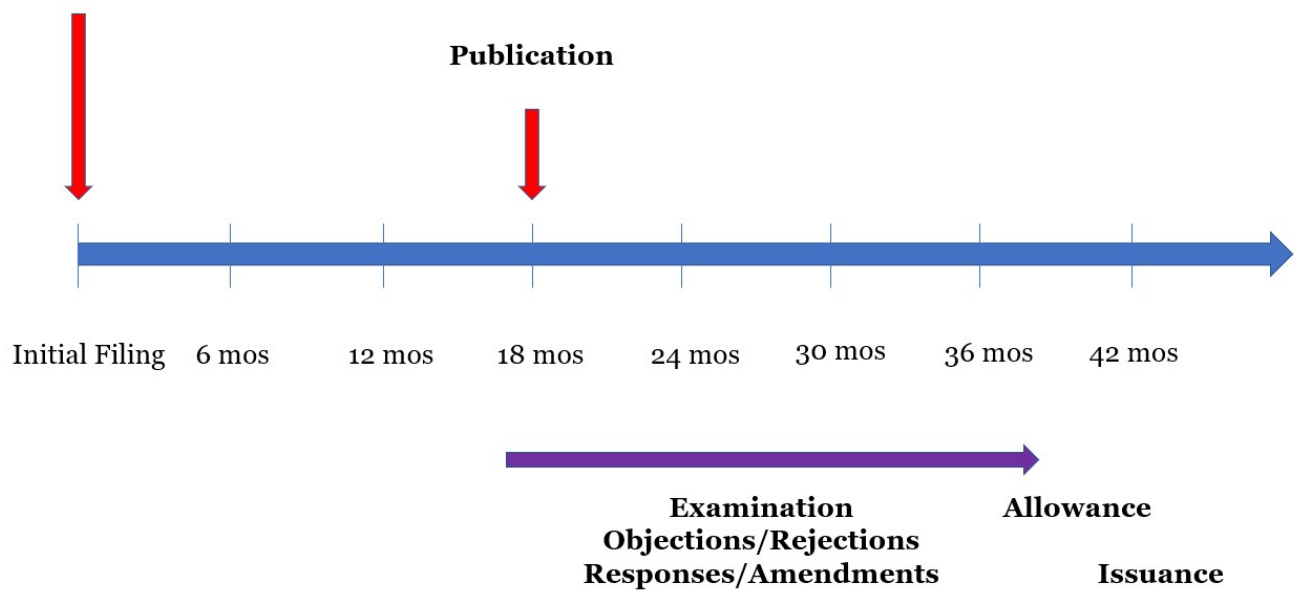 Publication
Initial Filing 6 mos 12 mos 18 mos 24 mos 30 mos 36 mos 42 mos
Examination Allowance
Objections/Rejections
Responses/Amendments Issuance